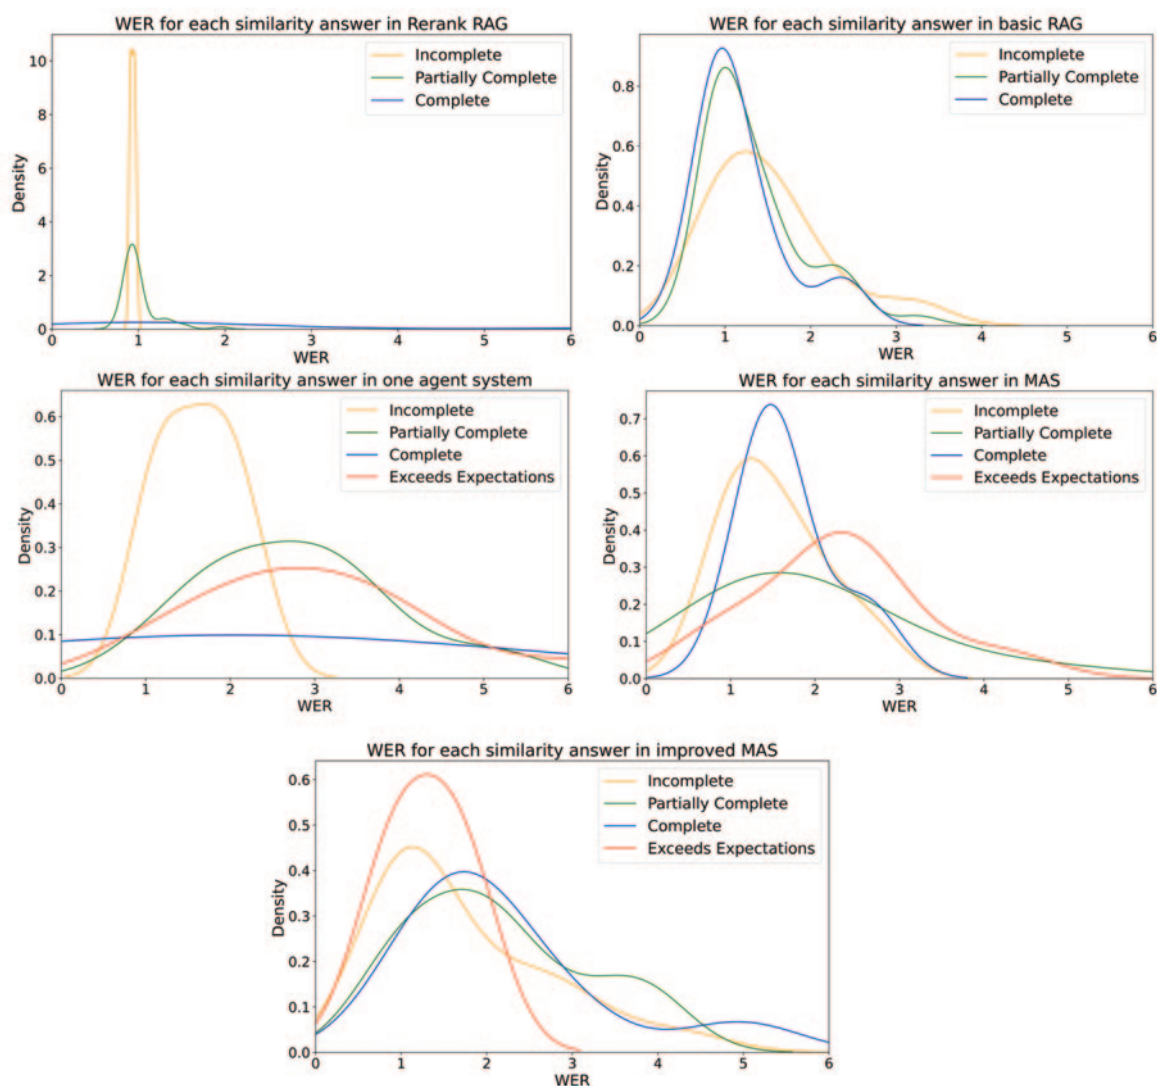 WER for each similarity answer in Rerank RAG
10
8
6
4
2
0
Density
Incomplete
Partially Complete
Complete
0 1 2 3 4 5 6
WER
WER for each similarity answer in basic RAG
0.8
0.6
0.4
0.2
0.0
Density
Incomplete
Partially Complete
Complete
0 1 2 3 4 5 6
WER
WER for each similarity answer in one agent system
0.6
0.5
0.4
0.3
0.2
0.1
0.0
Density
Incomplete
Partially Complete
Complete
Exceeds Expectations
0 1 2 3 4 5 6
WER
WER for each similarity answer in MAS
0.7
0.6
0.5
0.4
0.3
0.2
0.1
0.0
Density
Incomplete
Partially Complete
Complete
Exceeds Expectations
0 1 2 3 4 5 6
WER
WER for each similarity answer in improved MAS
0.6
0.5
0.4
0.3
0.2
0.1
0.0
Density
Incomplete
Partially Complete
Complete
Exceeds Expectations
0 1 2 3 4 5 6
WER